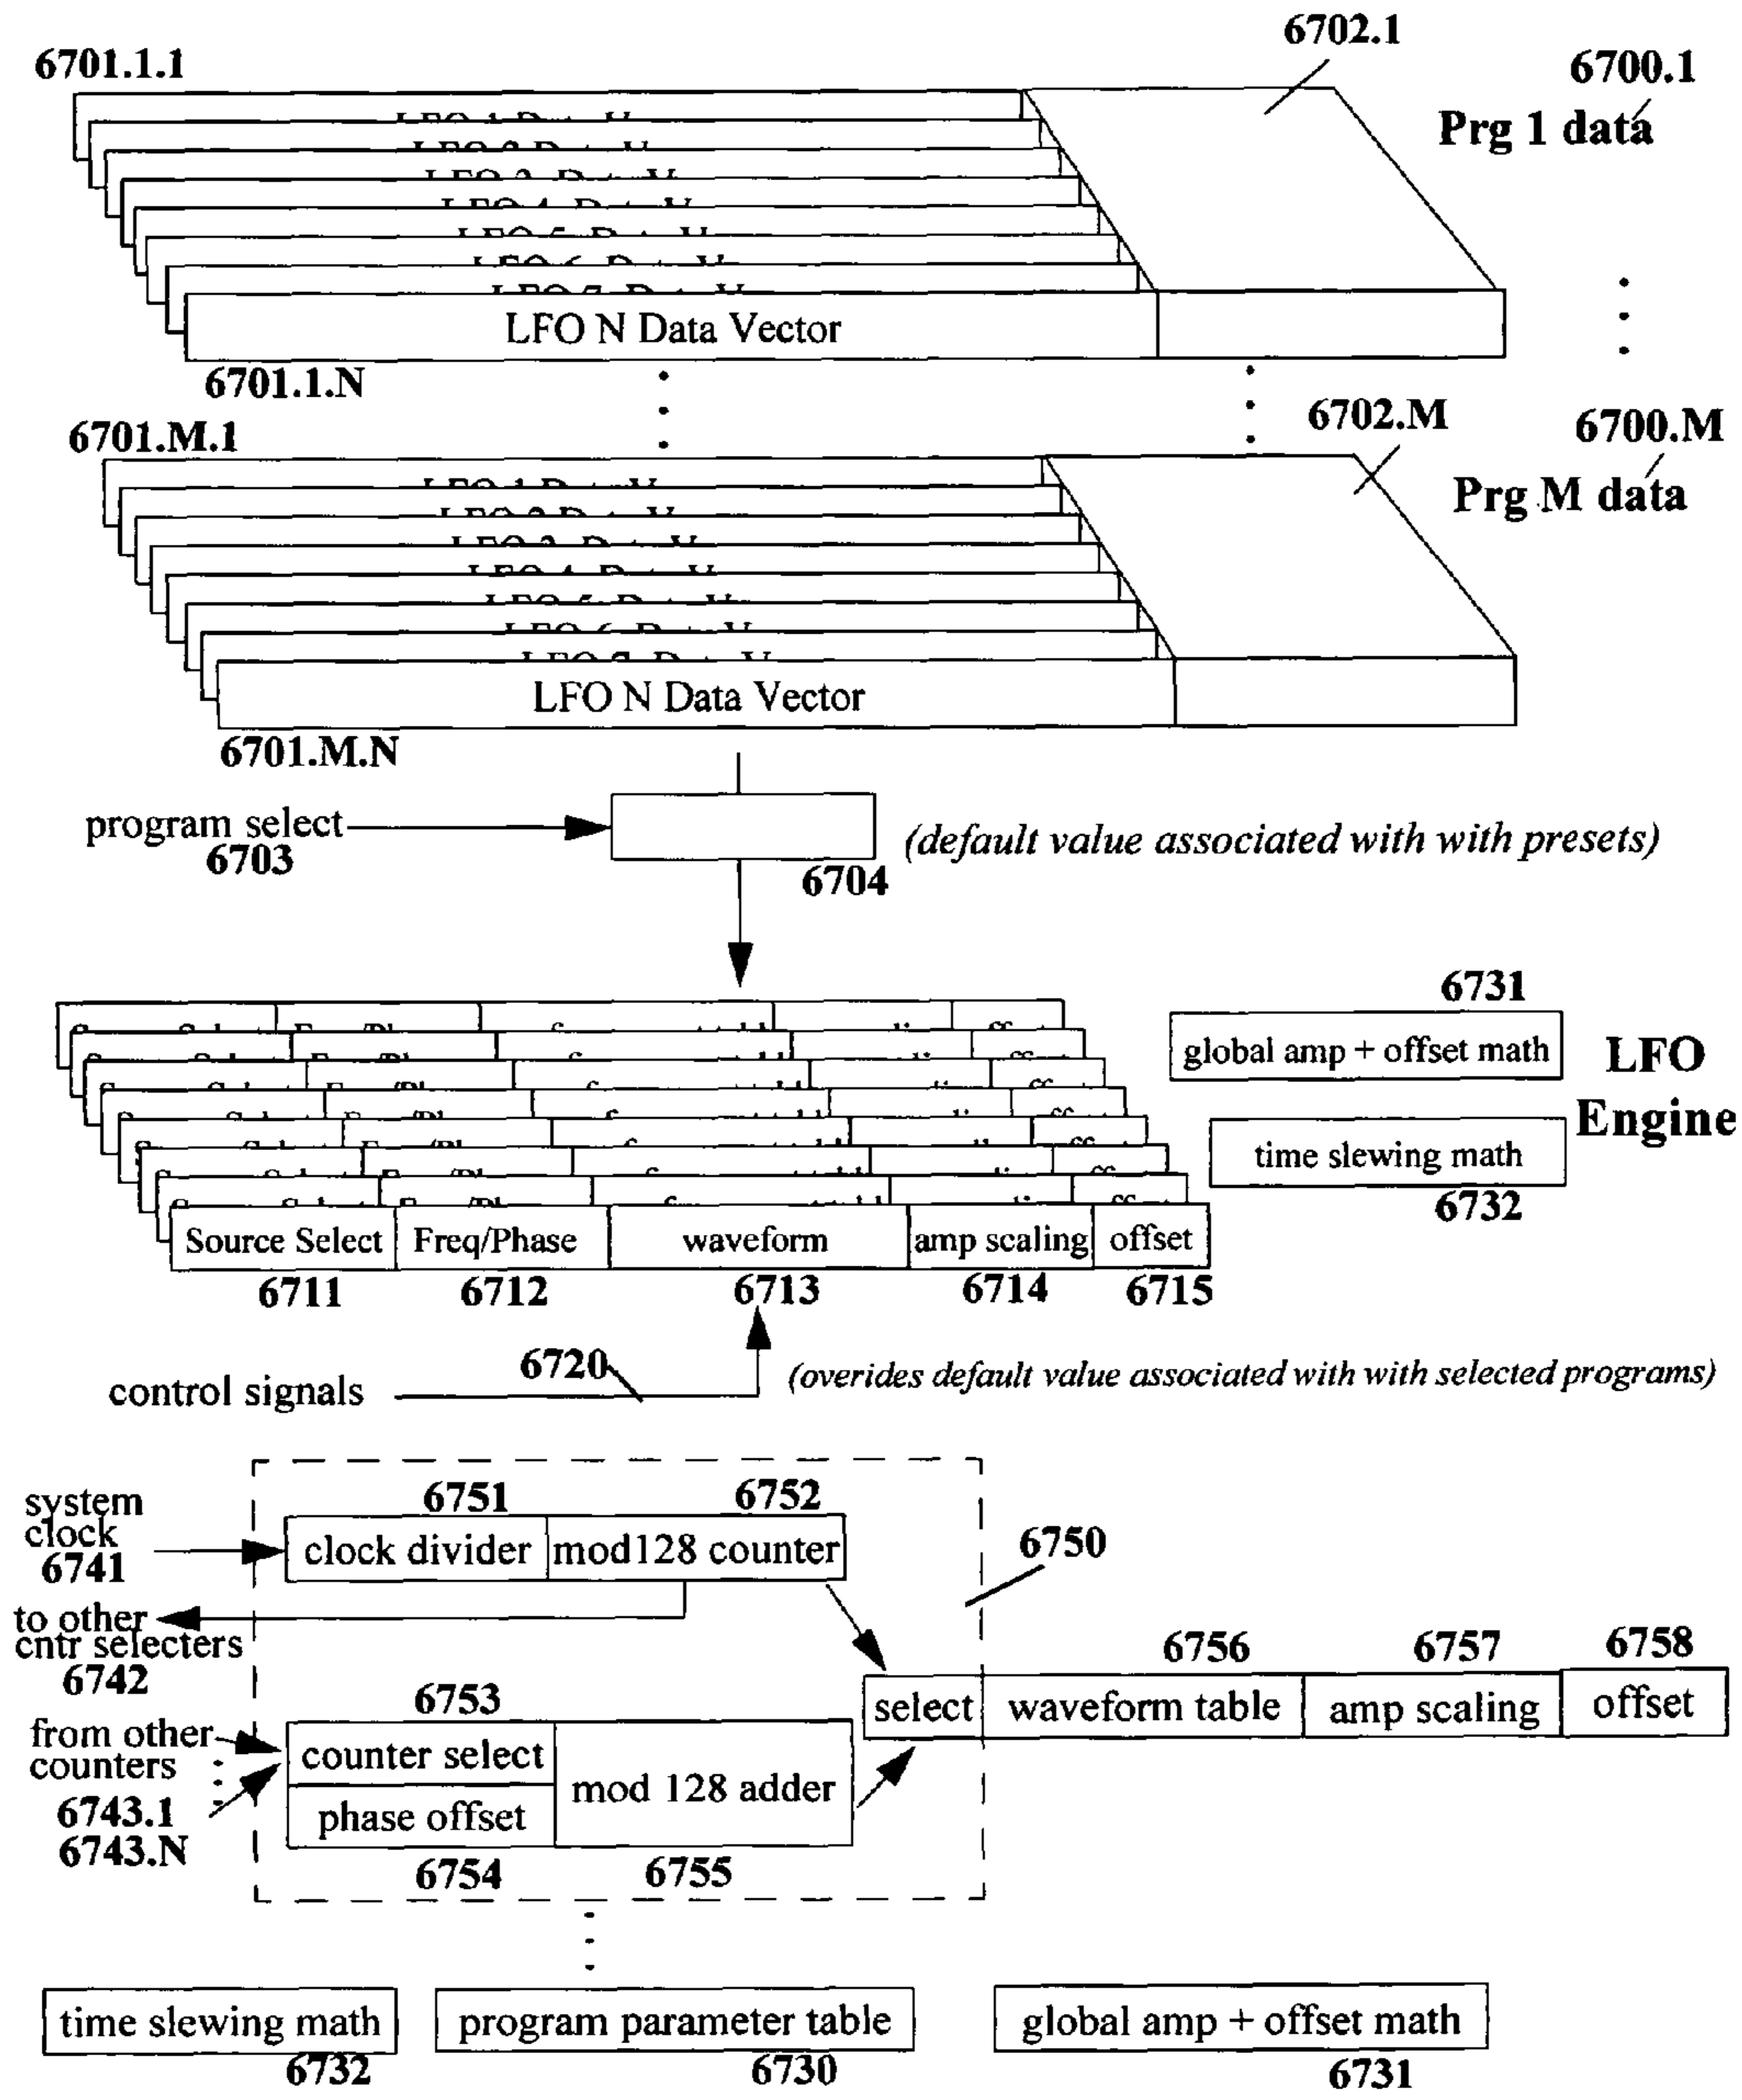 6702.1
6701.1.1
6700.1
Prg 1 data
LFO N Data Vector
6701.1.N
6702.M
6700.M
6701.M.1
Prg M data
LFO N Data Vector
6701.M.N
program select
6703
(default value associated with with presets)
6704
6731
global amp + offset math
LFO
Engine
time slewing math
6732
Source Select Freq/Phase waveform amp scaling offset
6711 6712 6713 6714 6715
6720
control signals
(overides default value associated with with selected programs)
system
clock
6741
6751 6752
clock divider mod128 counter
6750
to other
cntr selecters
6742
6756 6757 6758
select waveform table amp scaling offset
6753
from other
counters
6743.1
6743.N
counter select
phase offset
mod 128 adder
6754 6755
time slewing math
6732
program parameter table
6730
global amp + offset math
6731